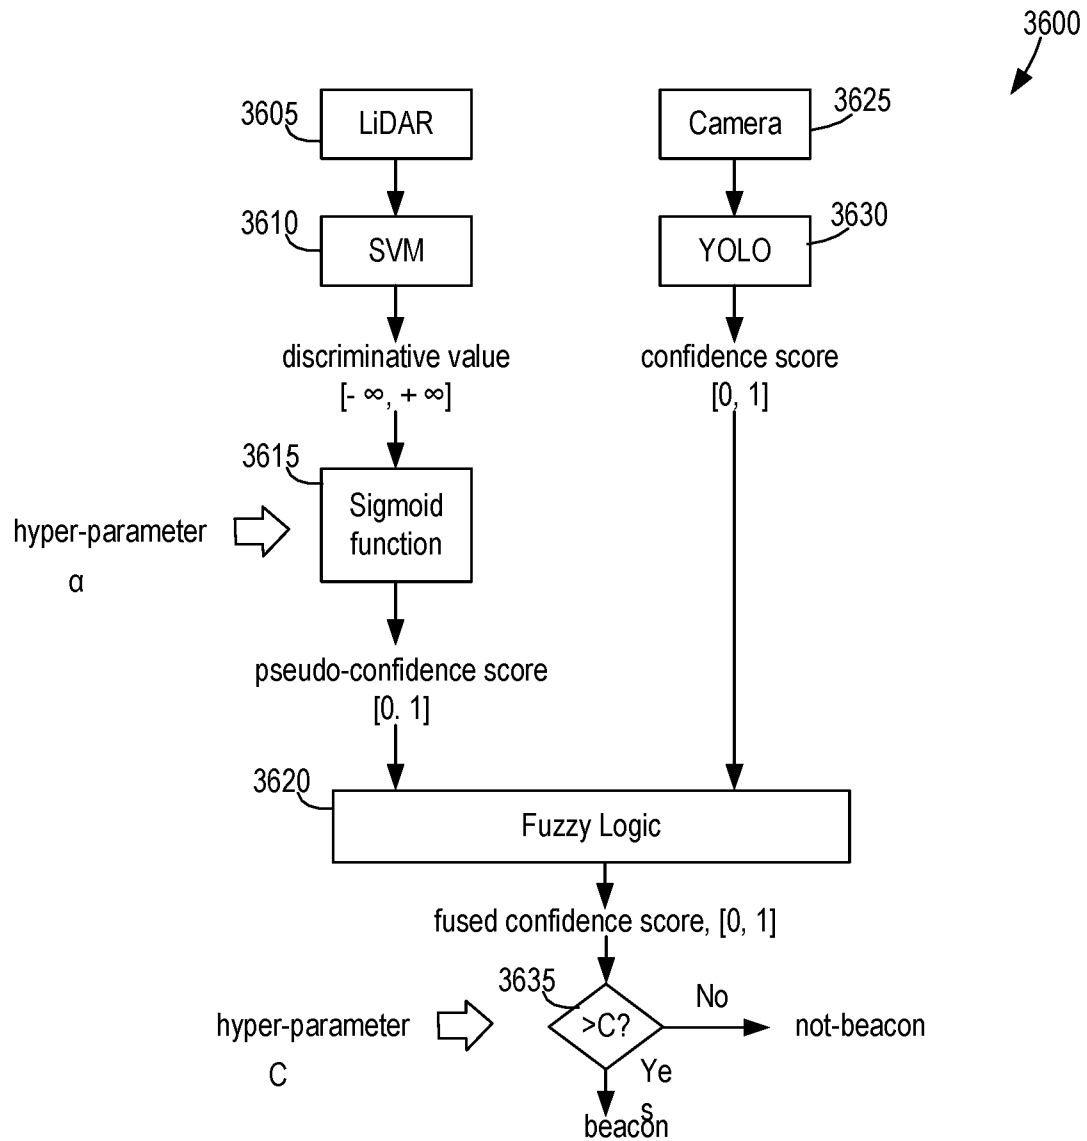 3600
3605
LiDAR
Camera
3625
3610
SVM
YOLO
3630
discriminative value
[- ∞, + ∞]
confidence score
[0, 1]
3615
Sigmoid
function
hyper-parameter
α
pseudo-confidence score
[0. 1]
3620
Fuzzy Logic
fused confidence score, [0, 1]
3635
>C?
No
not-beacon
hyper-parameter
C
Ye
s
beacon